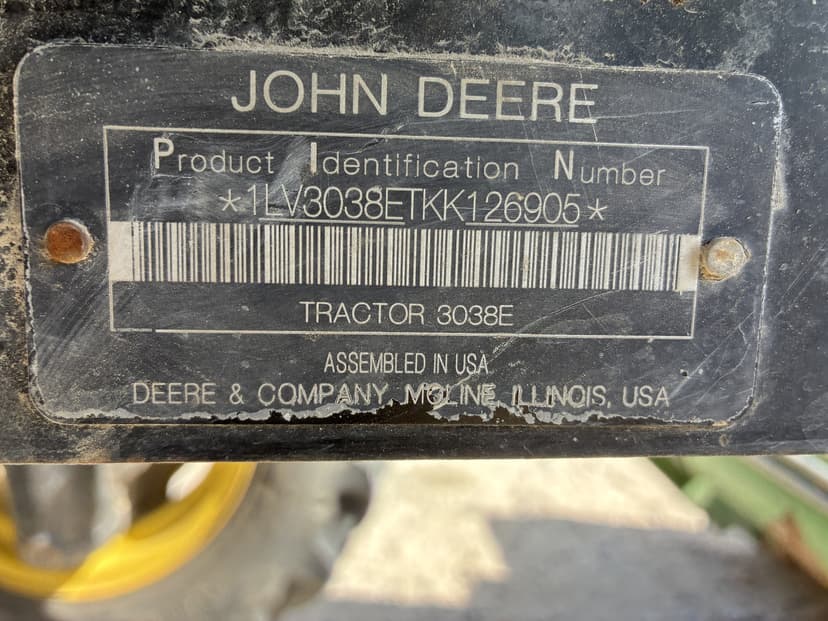 JOHN DEERE
Product Identification Number
*1LV3038ETKK126905*
TRACTOR 3038E
ASSEMBLED IN USA
DEERE & COMPANY, MOLINE, ILLINOIS, USA